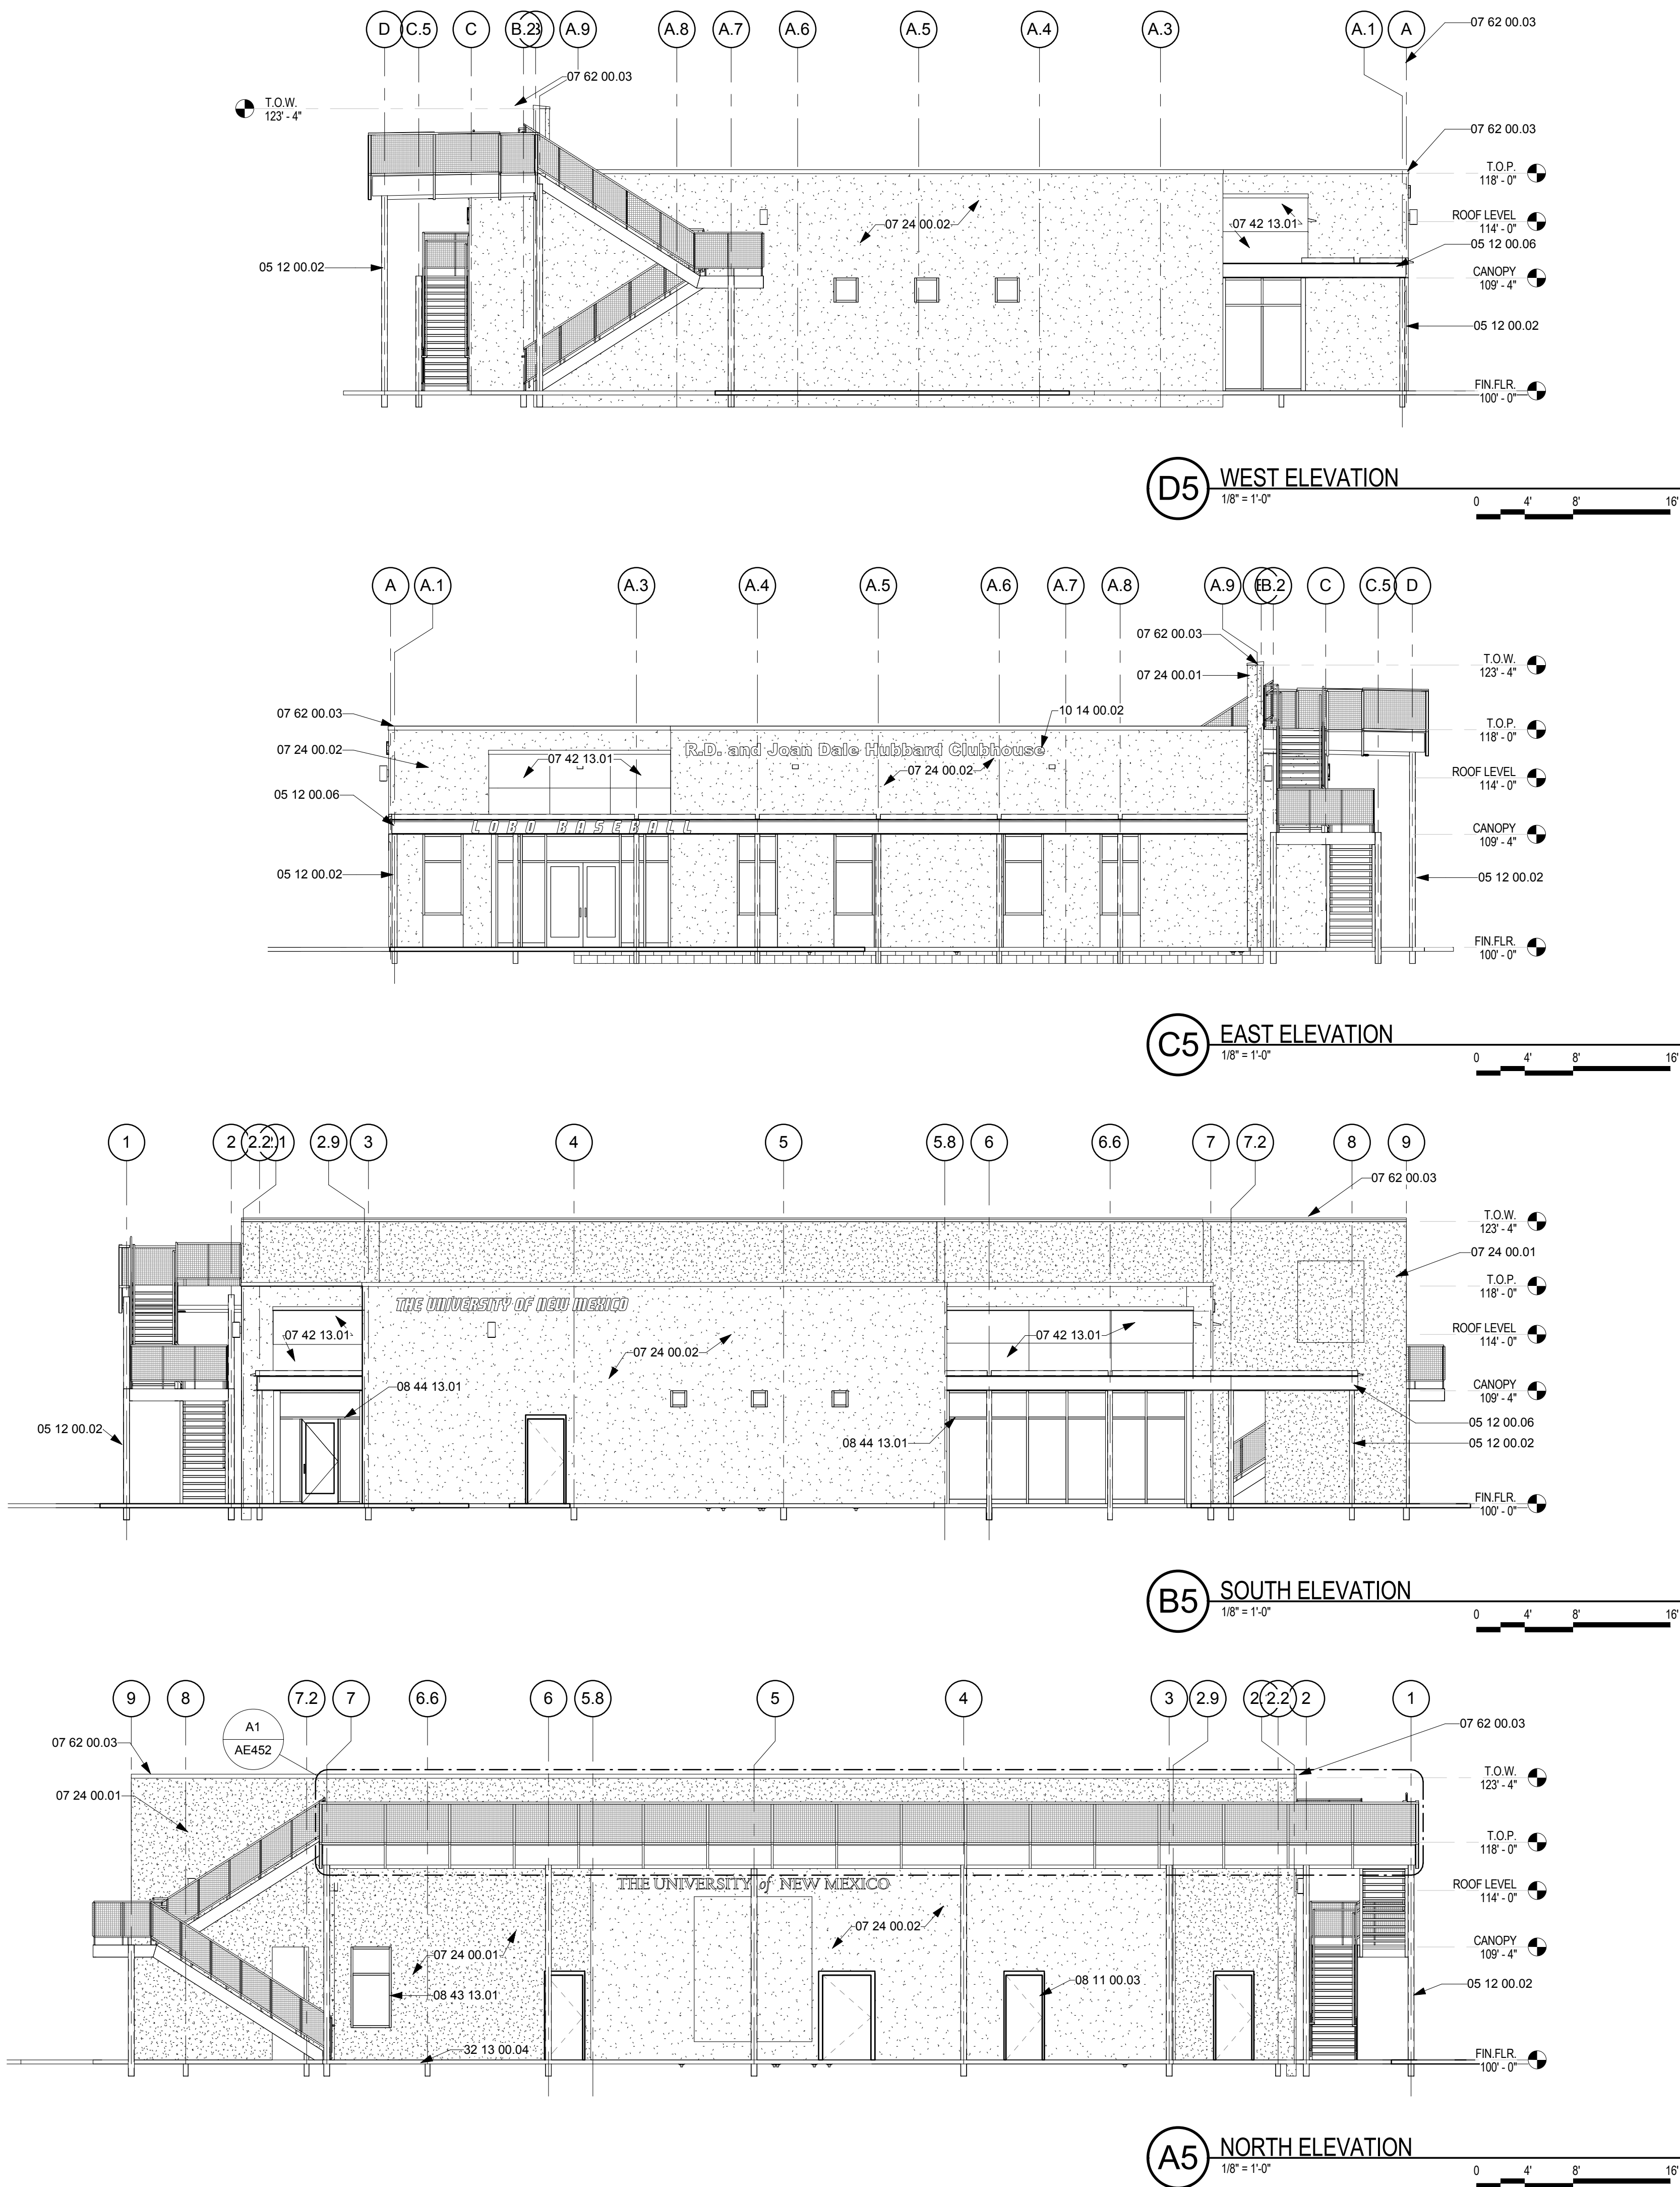 D C.5 C B.2 A.9 A.8 A.7 A.6 A.5 A.4 A.3 A.1 A
07 62 00.03
07 62 00.03
T.O.W.
123' - 4"
07 62 00.03
T.O.P.
118' - 0"
07 24 00.02
07 42 13.01
ROOF LEVEL
114' - 0"
05 12 00.06
05 12 00.02
CANOPY
109' - 4"
05 12 00.02
FIN.FLR.
100' - 0"
D5 WEST ELEVATION
1/8" = 1'-0"
0 4' 8' 16'
A A.1 A.3 A.4 A.5 A.6 A.7 A.8 A.9 B.2 C C.5 D
07 62 00.03
T.O.W.
123' - 4"
07 24 00.01
07 62 00.03
10 14 00.02
T.O.P.
118' - 0"
07 24 00.02
R.D. and Joan Dale Hubbard Clubhouse
07 42 13.01
07 24 00.02
ROOF LEVEL
114' - 0"
05 12 00.06
LOBO BASEBALL
CANOPY
109' - 4"
05 12 00.02
05 12 00.02
FIN.FLR.
100' - 0"
C5 EAST ELEVATION
1/8" = 1'-0"
0 4' 8' 16'
1 2 2.2 2.9 3 4 5 5.8 6 6.6 7 7.2 8 9
07 62 00.03
T.O.W.
123' - 4"
07 24 00.01
T.O.P.
118' - 0"
THE UNIVERSITY OF NEW MEXICO
07 42 13.01
07 42 13.01
ROOF LEVEL
114' - 0"
07 24 00.02
08 44 13.01
CANOPY
109' - 4"
05 12 00.02
05 12 00.06
08 44 13.01
05 12 00.02
FIN.FLR.
100' - 0"
B5 SOUTH ELEVATION
1/8" = 1'-0"
0 4' 8' 16'
9 8 7.2 7 6.6 6 5.8 5 4 3 2.9 2.2 2 1
A1
AE452
07 62 00.03
07 62 00.03
T.O.W.
123' - 4"
07 24 00.01
T.O.P.
118' - 0"
THE UNIVERSITY of NEW MEXICO
ROOF LEVEL
114' - 0"
07 24 00.02
07 24 00.01
CANOPY
109' - 4"
08 11 00.03
05 12 00.02
08 43 13.01
32 13 00.04
FIN.FLR.
100' - 0"
A5 NORTH ELEVATION
1/8" = 1'-0"
0 4' 8' 16'